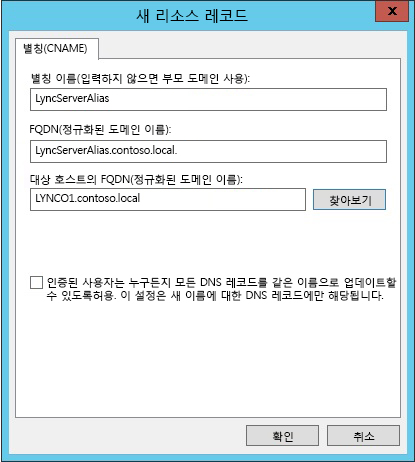 새 리소스 레코드
x
별칭(CNAME)
별칭 이름(입력하지 않으면 부모 도메인 사용):
LyncServerAlias
FQDN(정규화된 도메인 이름):
LyncServerAlias.contoso.local.
대상 호스트의 FQDN(정규화된 도메인 이름):
LYNCO1.contoso.local
찾아보기
인증된 사용자는 누구든지 모든 DNS 레코드를 같은 이름으로 업데이트할
수 있도록허용. 이 설정은 새 이름에 대한 DNS 레코드에만 해당됩니다.
확인
취소